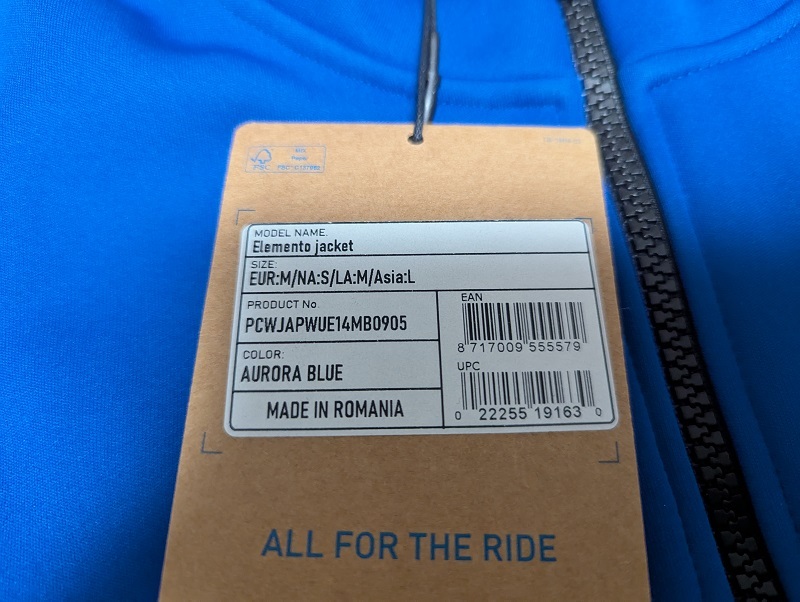 FSC
MODEL NAME:
Elemento jacket
SIZE:
EUR:M/NA:S/LA:M/Asia:L
PRODUCT No.
PCWJAPWUE14MB0905
COLOR:
AURORA BLUE
MADE IN ROMANIA
EAN
8 717009 555579
UPC
0 22255 19163 0
ALL FOR THE RIDE